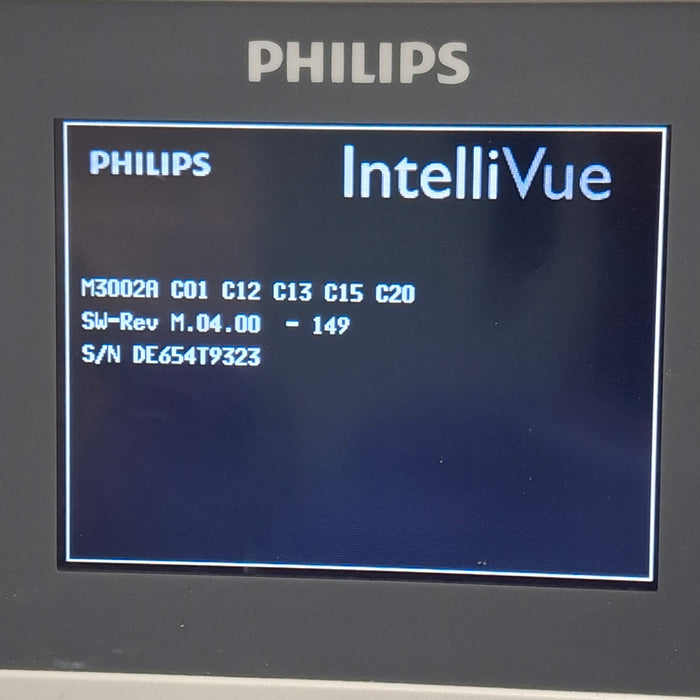 PHILIPS
PHILIPS IntelliVue
M3002A C01 C12 C13 C15 C20
SW-Rev M.04.00 - 149
S/N DE654T9323